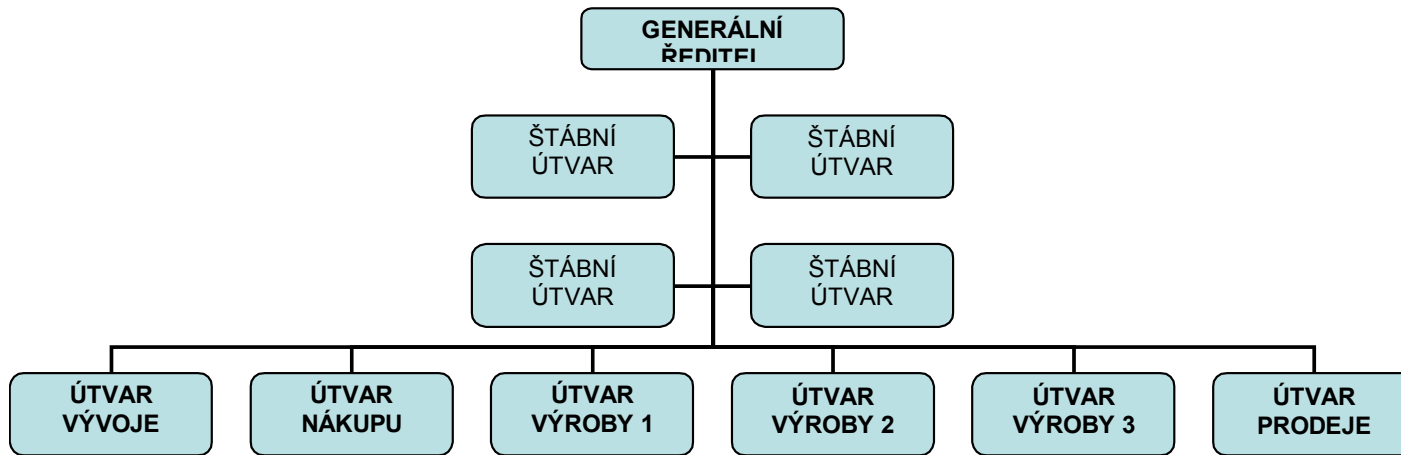 GENERÁLNÍ
ŘEDITEL
ŠTÁBNÍ
ÚTVAR
ŠTÁBNÍ
ÚTVAR
ŠTÁBNÍ
ÚTVAR
ŠTÁBNÍ
ÚTVAR
ÚTVAR
VÝVOJE
ÚTVAR
NÁKUPU
ÚTVAR
VÝROBY 1
ÚTVAR
VÝROBY 2
ÚTVAR
VÝROBY 3
ÚTVAR
PRODEJE